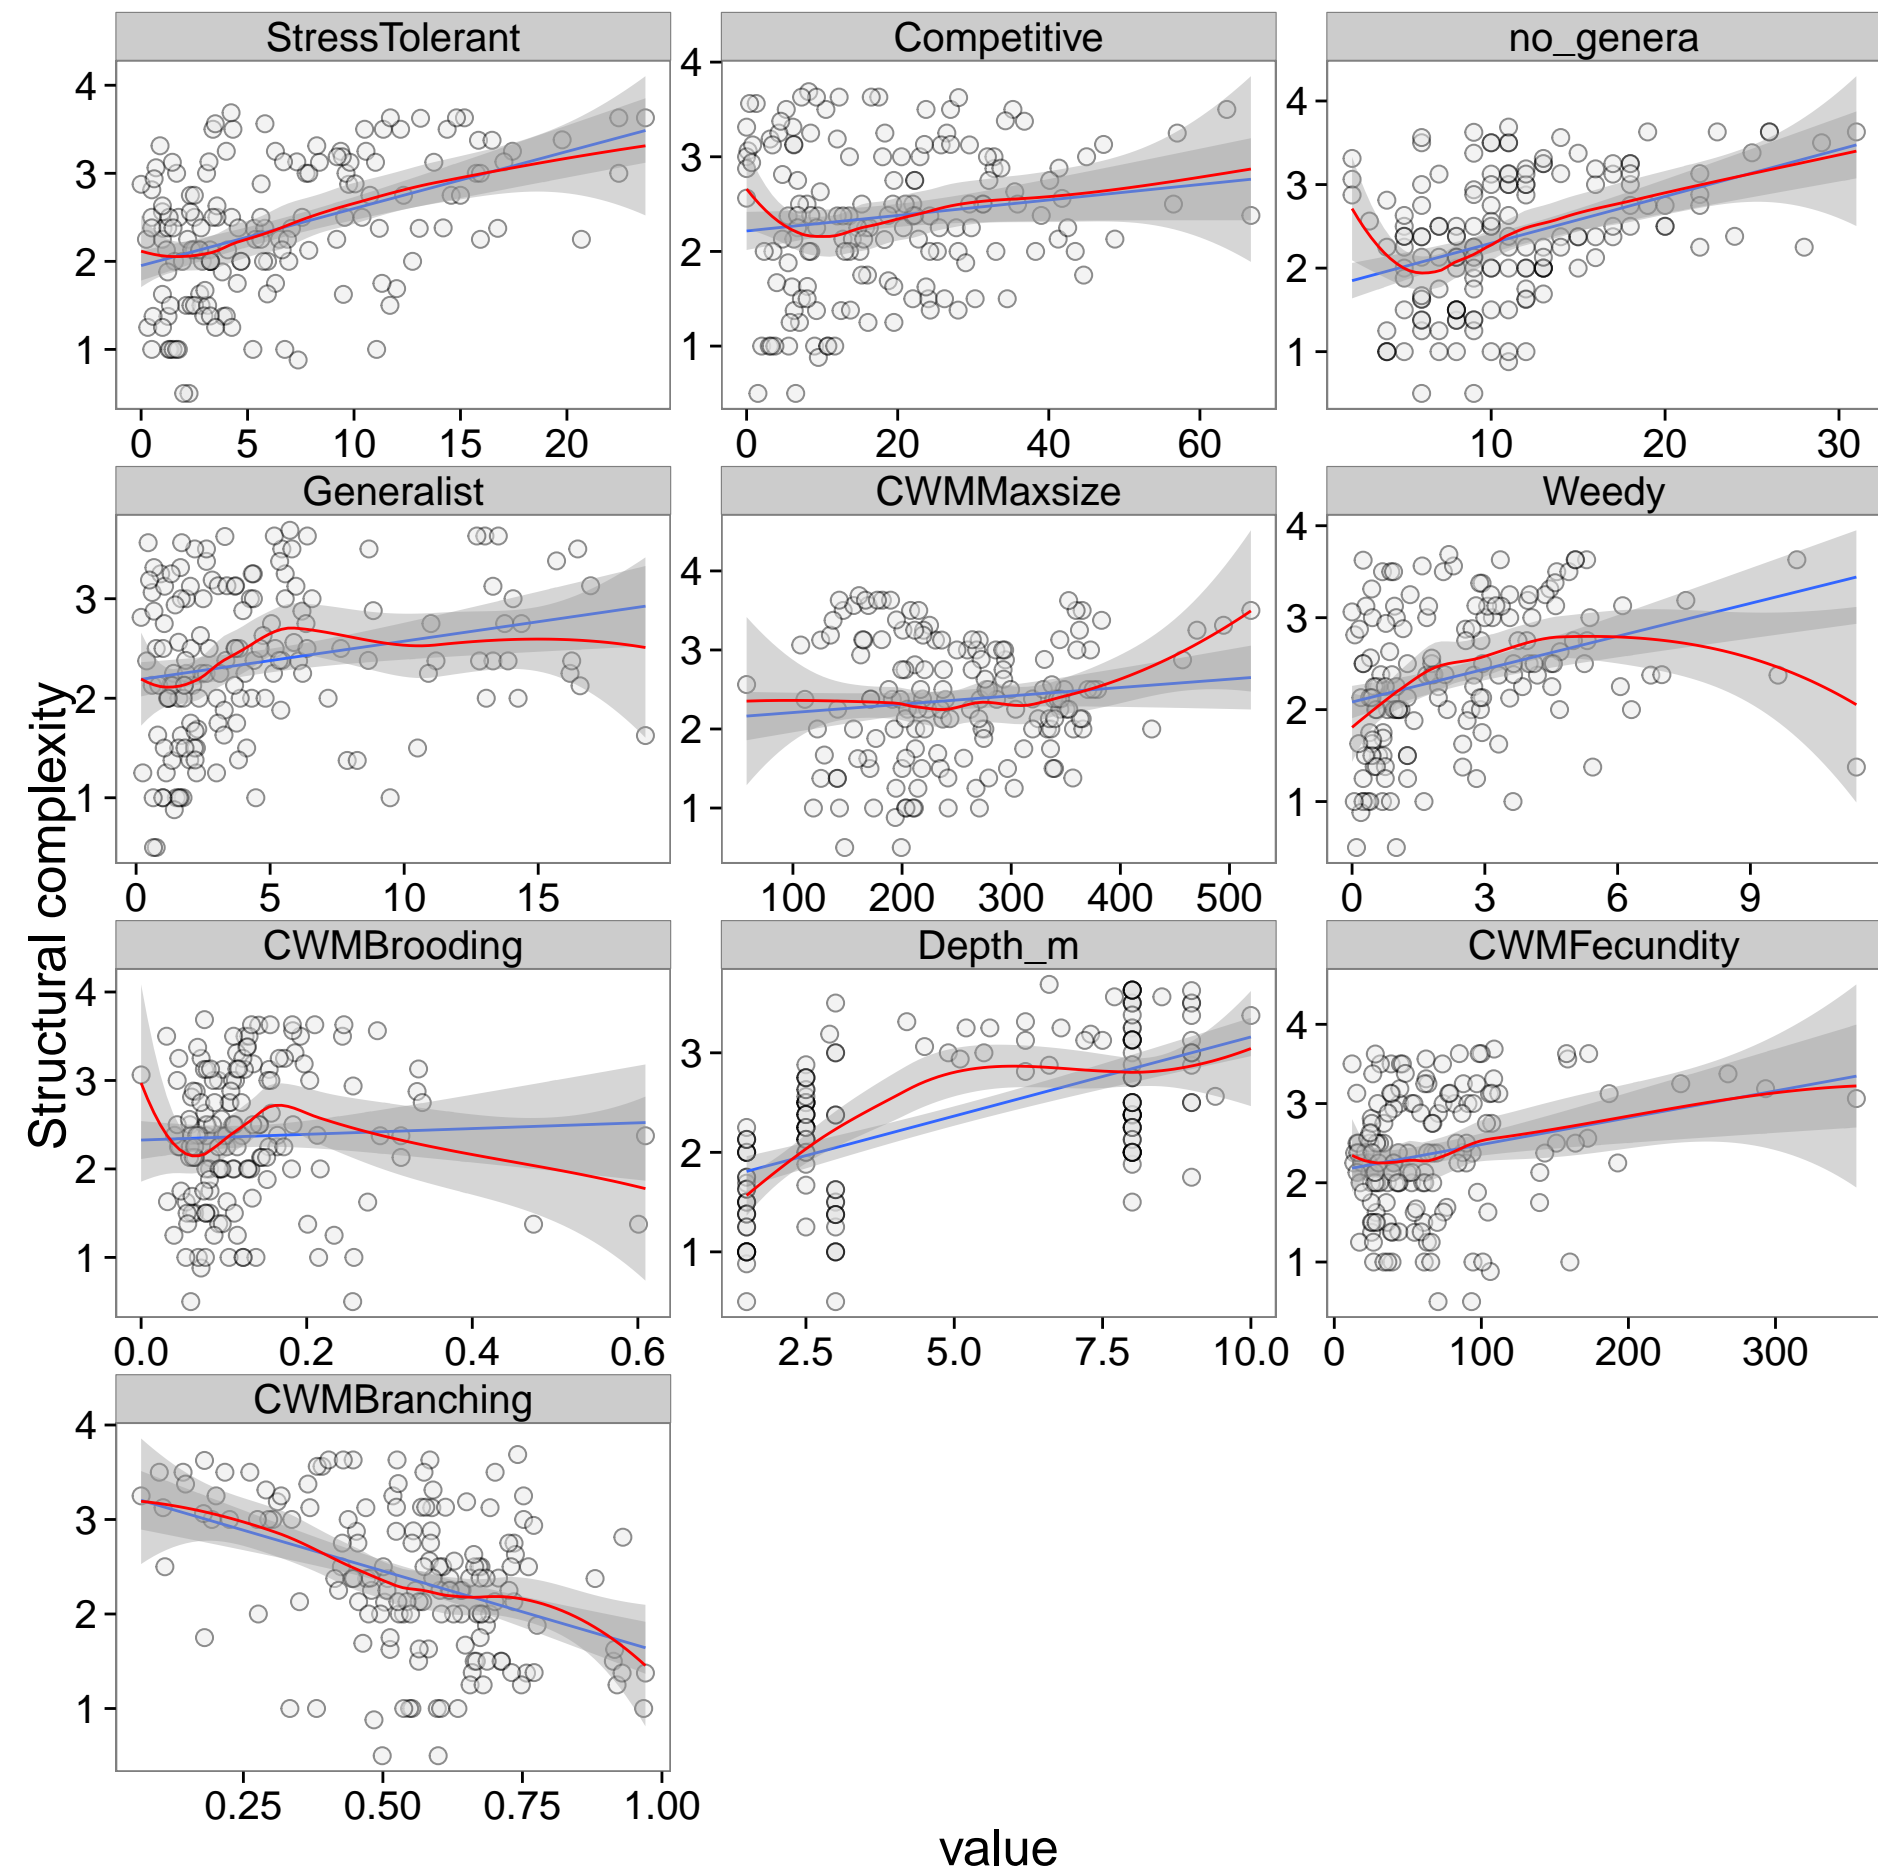 StressTolerant Competitive no_genera
4 4 4
3 3 3
2 2 2
1 1 1
0 5 10 15 20 0 20 40 60 10 20 30
Generalist CWMMaxsize Weedy
3 4 4
2 3 3
1 2 2
1 1
0 5 10 15 100 200 300 400 500 0 3 6 9
Structural complexity
CWMBrooding Depth_m CWMFecundity
4 3 4
3 2 3
2 1 2
1 1
0.0 0.2 0.4 0.6 2.5 5.0 7.5 10.0 0 100 200 300
CWMBranching
4
3
2
1
0.25 0.50 0.75 1.00
value